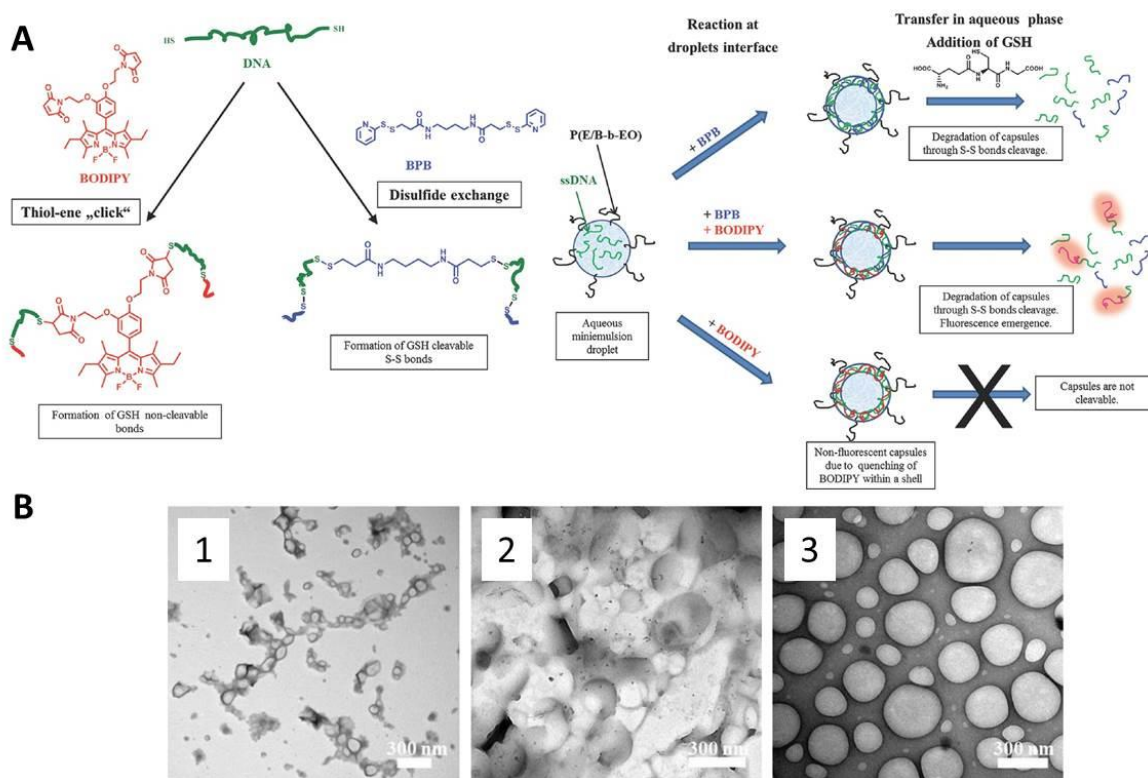 A
HS
SH
DNA
BODIPY
Thiol-ene „click“
BPB
Disulfide exchange
Formation of GSH non-cleavable
bonds
Formation of GSH cleavable
S-S bonds
P(E/B-b-EO)
ssDNA
Aqueous
miniemulsion
droplet
Reaction at
droplets interface
+ BPB
+ BPB
+ BODIPY
+ BODIPY
Non-fluorescent capsules
due to quenching of
BODIPY within a shell
Transfer in aqueous phase
Addition of GSH
Degradation of capsules
through S-S bonds cleavage.
Degradation of capsules
through S-S bonds cleavage.
Fluorescence emergence.
X
Capsules are not
cleavable.
B
1
2
3
300 nm
300 nm
300 nm